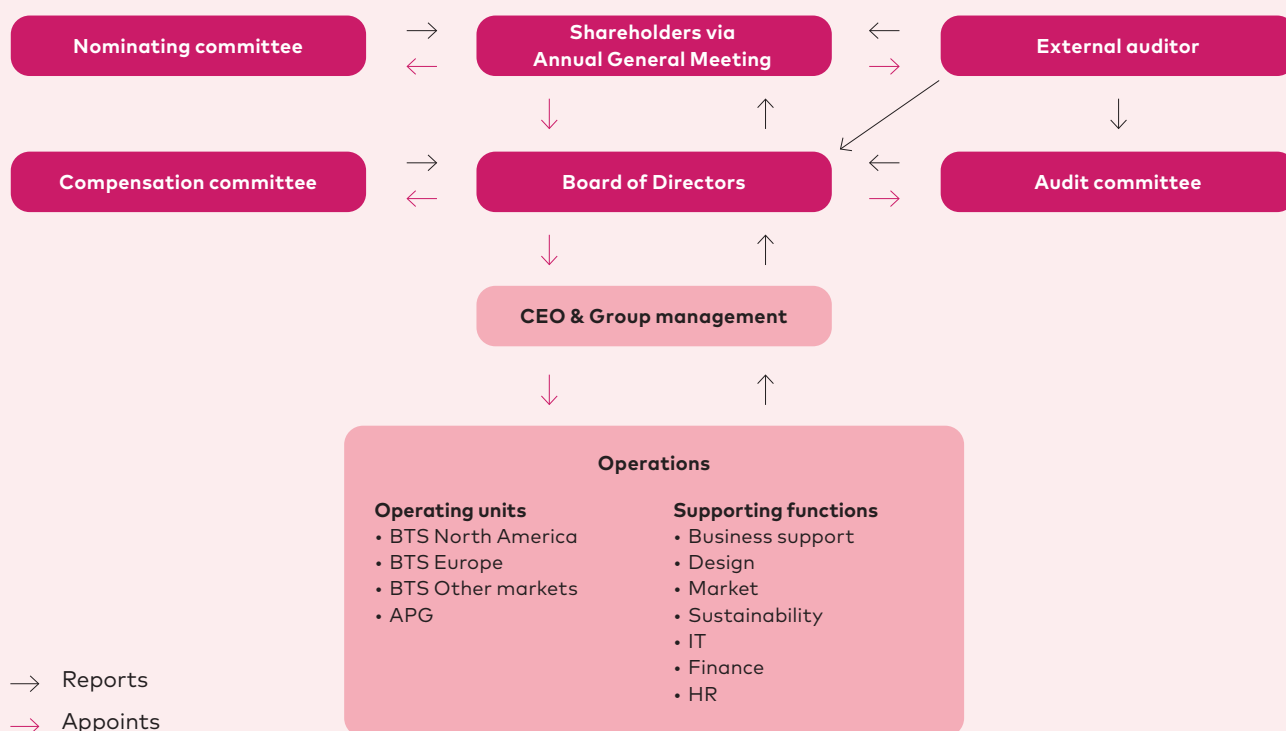 Nominating committee
Shareholders via
Annual General Meeting
External auditor
Compensation committee
Board of Directors
Audit committee
CEO & Group management
Operations
Operating units
• BTS North America
• BTS Europe
• BTS Other markets
• APG
Supporting functions
• Business support
• Design
• Market
• Sustainability
• IT
• Finance
• HR
Reports
Appoints